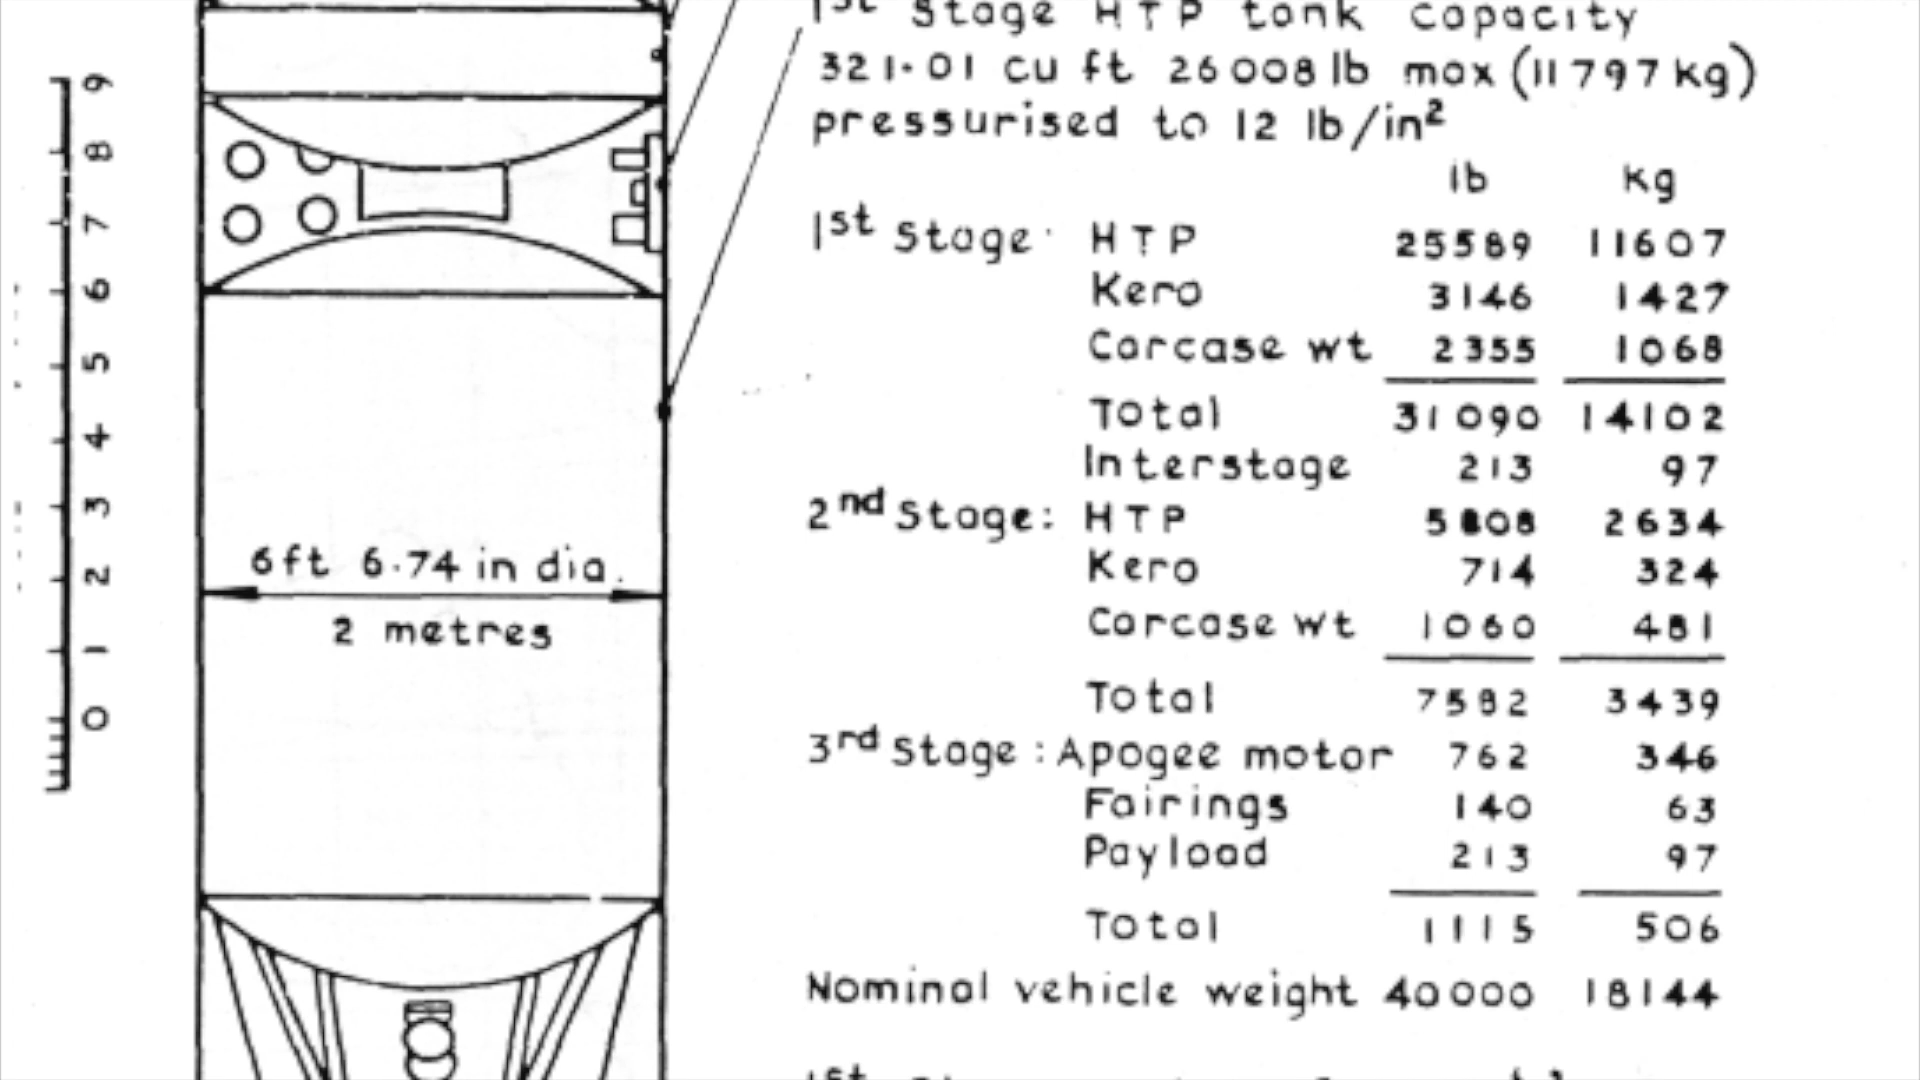 1st Stage HTP tank capacity
321·01 cu ft 26008 lb max (11797 kg)
pressurised to 12 lb/in²
lb kg
1st Stage: HTP 25589 11607
Kero 3146 1427
Carcase wt 2355 1068
Total 31090 14102
Interstage 213 97
2nd Stage: HTP 5808 2634
Kero 714 324
Carcase wt 1060 481
Total 7582 3439
3rd Stage: Apogee motor 762 346
Fairings 140 63
Payload 213 97
Total 1115 506
Nominal vehicle weight 40000 18144
1st
9
8
7
6
5
4
3
2
1
0
6ft 6.74 in dia.
2 metres